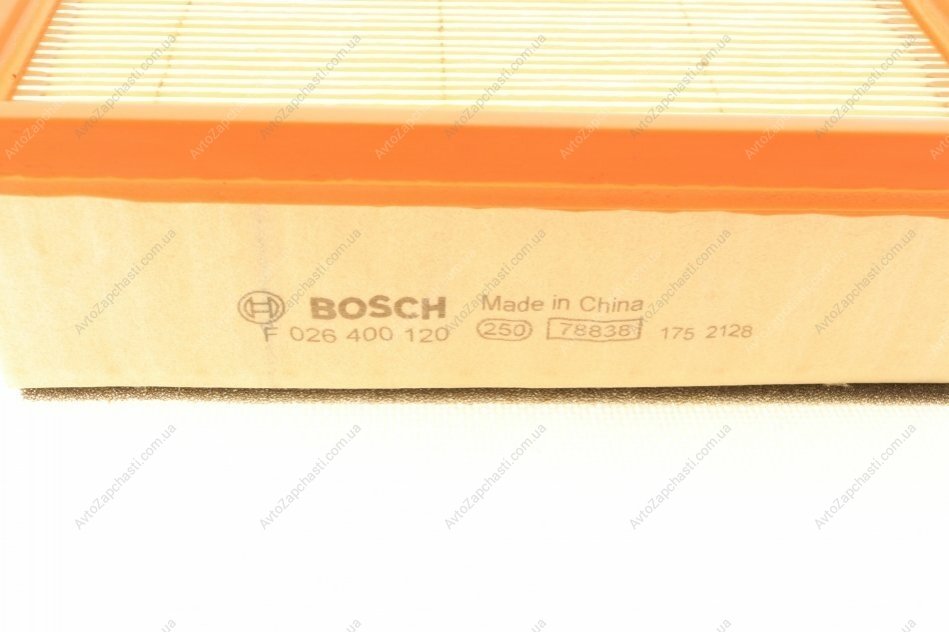 BOSCH Made in China
F 026 400 120 250 78838 175 2128
AvtoZapchasti.com.ua